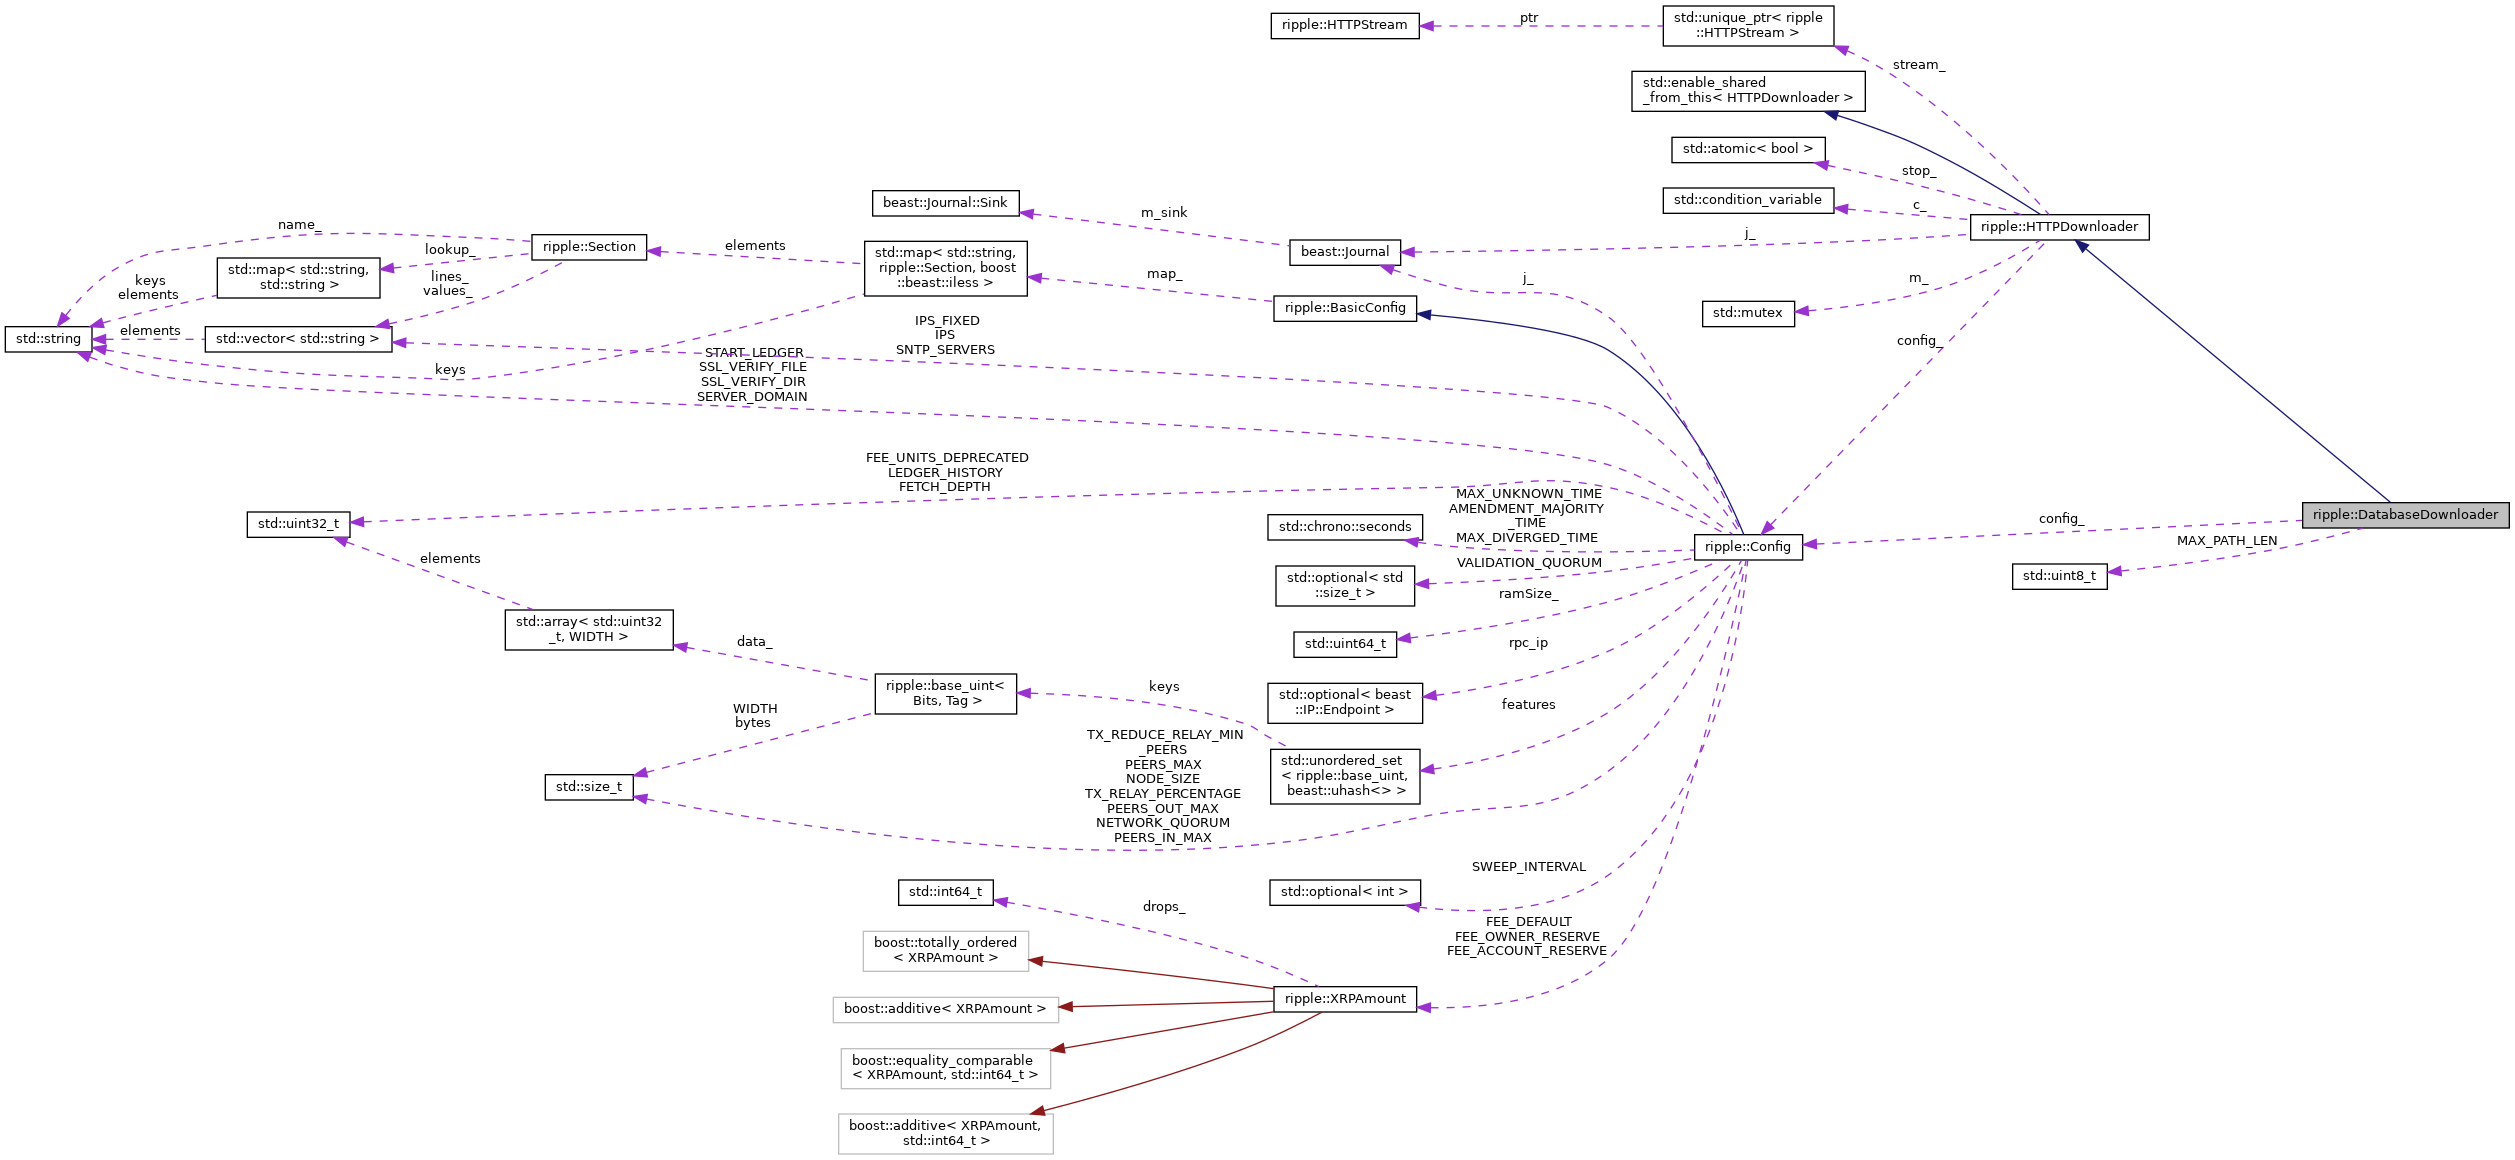 ripple::HTTPStream
ptr
std::unique_ptr< ripple
::HTTPStream >
stream_
std::enable_shared
_from_this< HTTPDownloader >
std::atomic< bool >
stop_
std::condition_variable
c_
ripple::HTTPDownloader
beast::Journal::Sink
m_sink
beast::Journal
j_
name_
ripple::Section
elements
std::map< std::string,
ripple::Section, boost
::beast::iless >
map_
ripple::BasicConfig
j_
m_
std::mutex
config_
lookup_
std::map< std::string,
std::string >
lines_
values_
keys
elements
std::string
elements
std::vector< std::string >
keys
IPS_FIXED
IPS
SNTP_SERVERS
START_LEDGER
SSL_VERIFY_FILE
SSL_VERIFY_DIR
SERVER_DOMAIN
FEE_UNITS_DEPRECATED
LEDGER_HISTORY
FETCH_DEPTH
std::uint32_t
elements
std::chrono::seconds
MAX_UNKNOWN_TIME
AMENDMENT_MAJORITY
_TIME
MAX_DIVERGED_TIME
ripple::Config
config_
ripple::DatabaseDownloader
MAX_PATH_LEN
std::uint8_t
VALIDATION_QUORUM
std::optional< std
::size_t >
ramSize_
std::uint64_t
std::array< std::uint32
_t, WIDTH >
data_
rpc_ip
std::optional< beast
::IP::Endpoint >
ripple::base_uint<
Bits, Tag >
keys
features
WIDTH
bytes
std::unordered_set
< ripple::base_uint,
beast::uhash<> >
std::size_t
TX_REDUCE_RELAY_MIN
_PEERS
PEERS_MAX
NODE_SIZE
TX_RELAY_PERCENTAGE
PEERS_OUT_MAX
NETWORK_QUORUM
PEERS_IN_MAX
SWEEP_INTERVAL
std::optional< int >
std::int64_t
drops_
FEE_DEFAULT
FEE_OWNER_RESERVE
FEE_ACCOUNT_RESERVE
boost::totally_ordered
< XRPAmount >
ripple::XRPAmount
boost::additive< XRPAmount >
boost::equality_comparable
< XRPAmount, std::int64_t >
boost::additive< XRPAmount,
std::int64_t >